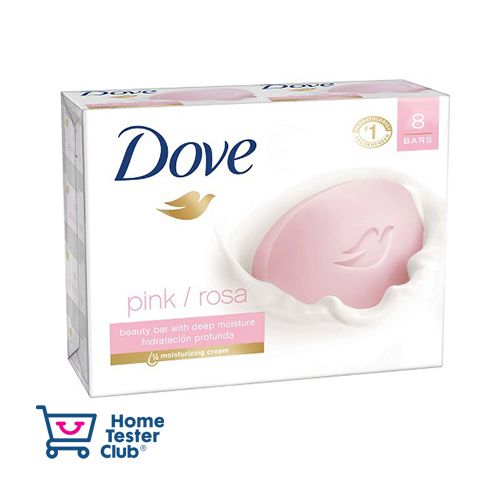 Dove
#1
8
BARS
pink / rosa
beauty bar with deep moisture
hidratación profunda
¼ moisturizing cream
Home
Tester
Club®